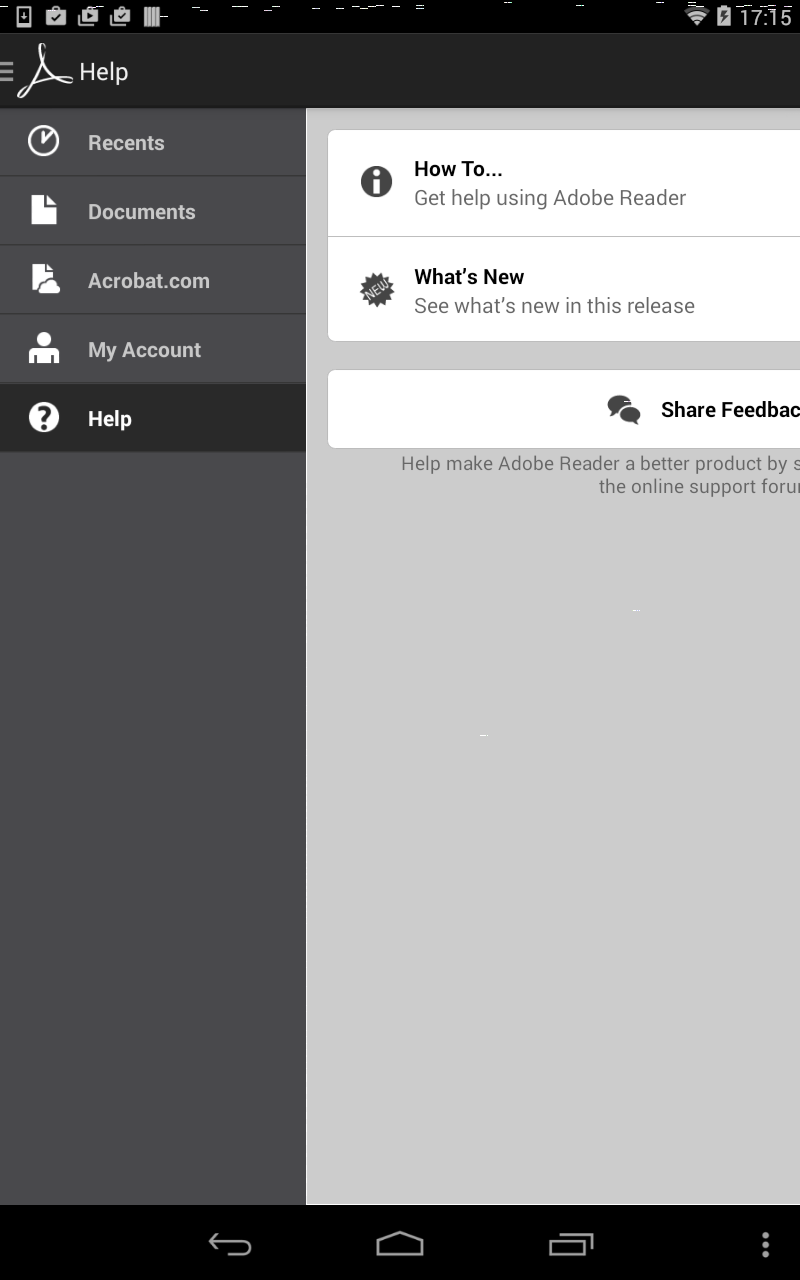 17:15
Help
Recents
Documents
Acrobat.com
My Account
Help
How To...
Get help using Adobe Reader
NEW
What's New
See what's new in this release
Share Feedbac
Help make Adobe Reader a better product by s
the online support foru